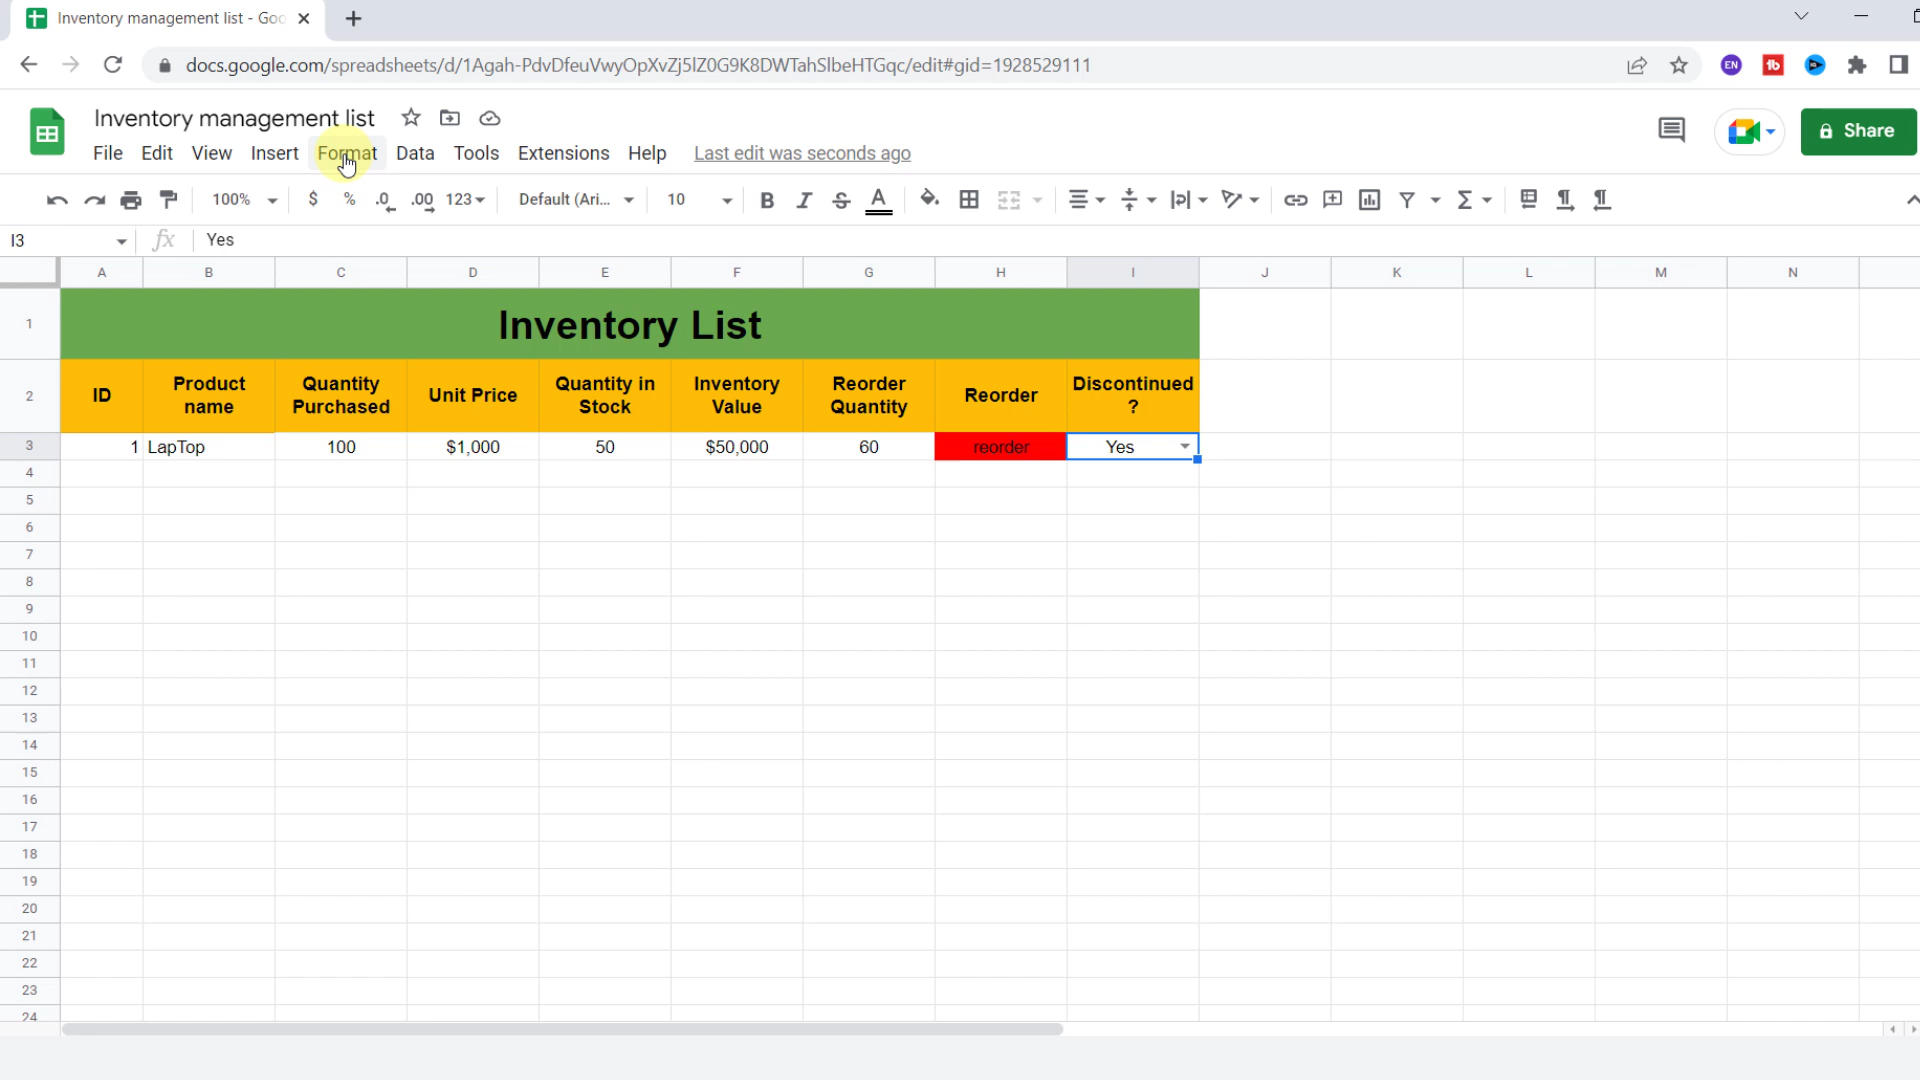 Inventory management list - Goo
docs.google.com/spreadsheets/d/1Agah-PdvDfeuVwyOpXvZj5lZ0G9K8DWTahSlbeHTGqc/edit#gid=1928529111
EN
Inventory management list
File Edit View Insert Format Data Tools Extensions Help Last edit was seconds ago
Share
100% $ % .0 .00 123 Default (Ari... 10 B I S A
I3 fx Yes
A B C D E F G H I J K L M N
1 Inventory List
2 ID Product name Quantity Purchased Unit Price Quantity in Stock Inventory Value Reorder Quantity Reorder Discontinued ?
3 1 LapTop 100 $1,000 50 $50,000 60 reorder Yes
4
5
6
7
8
9
10
11
12
13
14
15
16
17
18
19
20
21
22
23
24